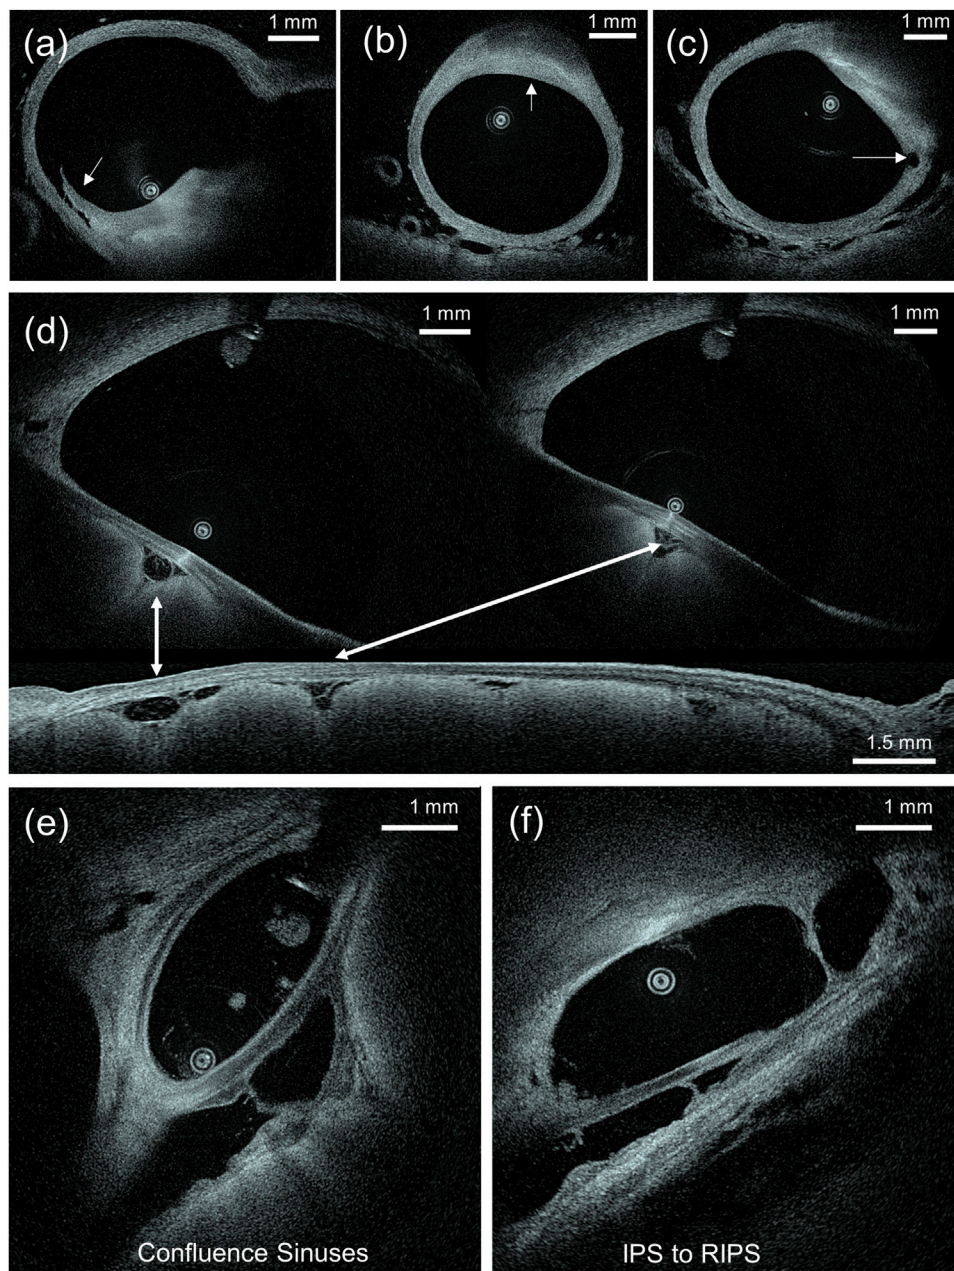 (a)
1 mm
(b)
1 mm
(c)
1 mm
(d)
1 mm
1 mm
1.5 mm
(e)
1 mm
Confluence Sinuses
(f)
1 mm
IPS to RIPS